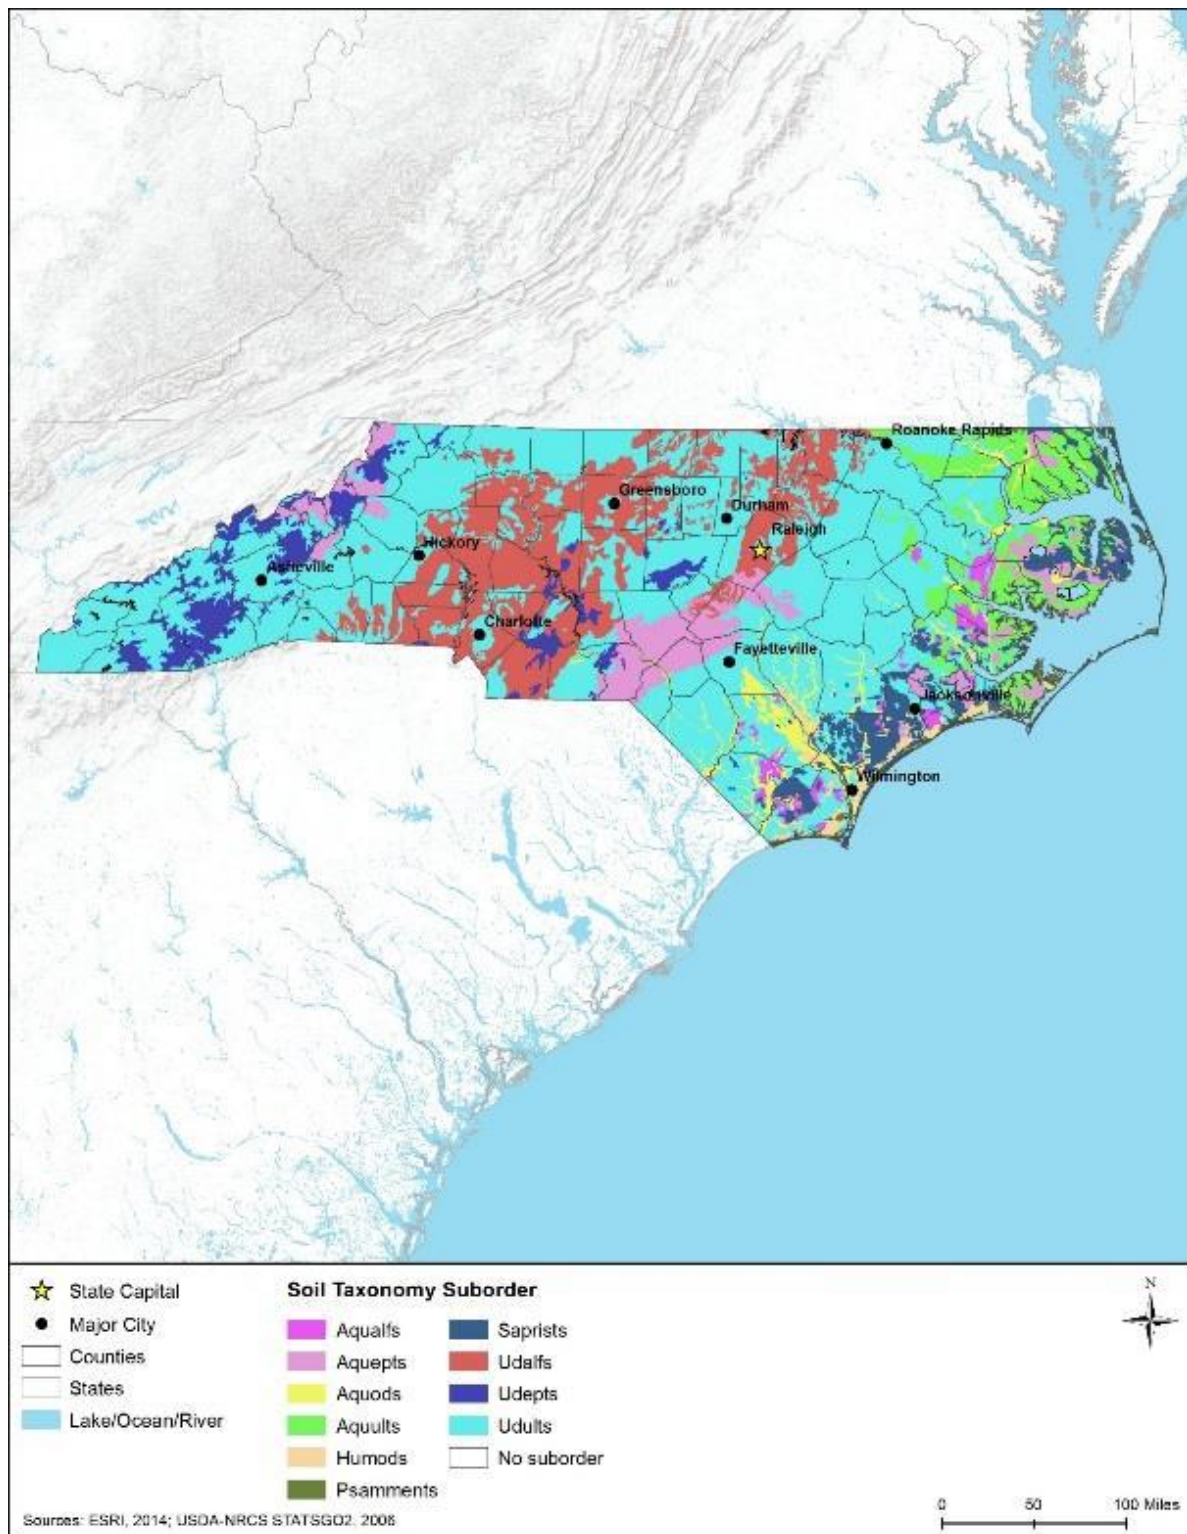 Roanoke Rapids
Greensboro
Durham
Raleigh
Hickory
Asheville
Charlotte
Fayetteville
Jacksonville
Wilmington
State Capital
Major City
Counties
States
Lake/Ocean/River
Soil Taxonomy Suborder
Aqualfs
Aquepts
Aquods
Aquults
Humods
Psamments
Saprists
Udalfs
Udepts
Udults
No suborder
N
0 50 100 Miles
Sources: ESRI, 2014; USDA-NRCS STATSGO2, 2006